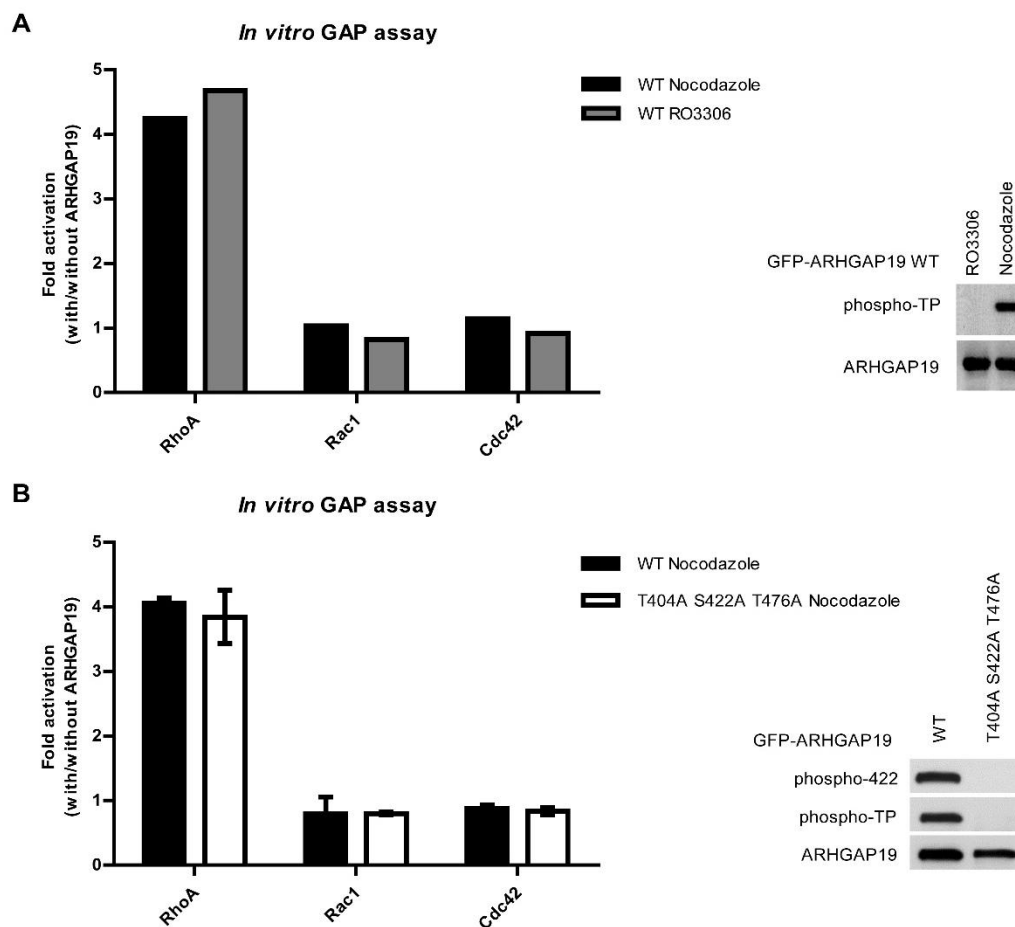 A
In vitro GAP assay
Fold activation
(with/without ARHGAP19)
5
4
3
2
1
0
RhoA
Rac1
Cdc42
WT Nocodazole
WT RO3306
RO3306
Nocodazole
GFP-ARHGAP19 WT
phospho-TP
ARHGAP19
B
In vitro GAP assay
Fold activation
(with/without ARHGAP19)
5
4
3
2
1
0
RhoA
Rac1
Cdc42
WT Nocodazole
T404A S422A T476A Nocodazole
WT
T404A S422A T476A
GFP-ARHGAP19
phospho-422
phospho-TP
ARHGAP19